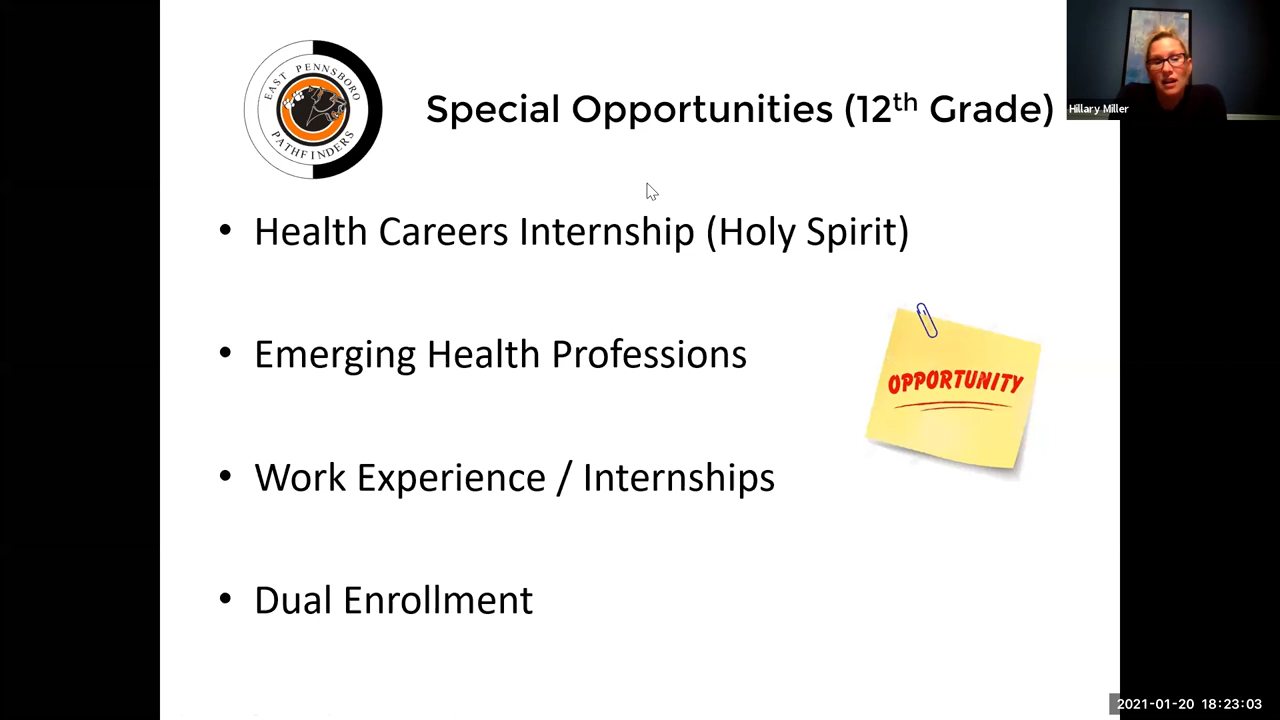 EAST PENNSBORO
PATHFINDERS
Special Opportunities (12th Grade)
Hillary Miller
• Health Careers Internship (Holy Spirit)
• Emerging Health Professions
OPPORTUNITY
• Work Experience / Internships
• Dual Enrollment
2021-01-20 18:23:03